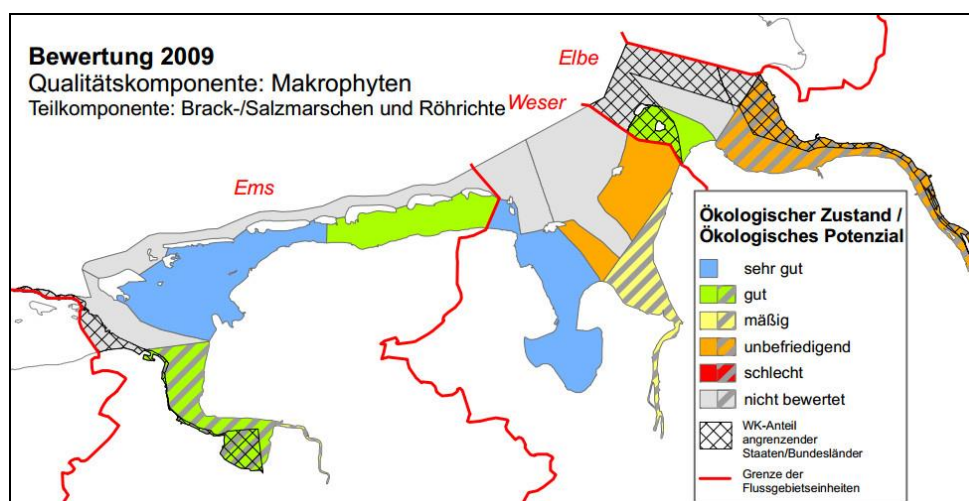 Bewertung 2009
Qualitätskomponente: Makrophyten
Teilkomponente: Brack-/Salzmarschen und Röhrichte
Elbe
Weser
Ems
Ökologischer Zustand /
Ökologisches Potenzial
sehr gut
gut
mäßig
unbefriedigend
schlecht
nicht bewertet
WK-Anteil
angrenzender
Staaten/Bundesländer
Grenze der
Flussgebietseinheiten